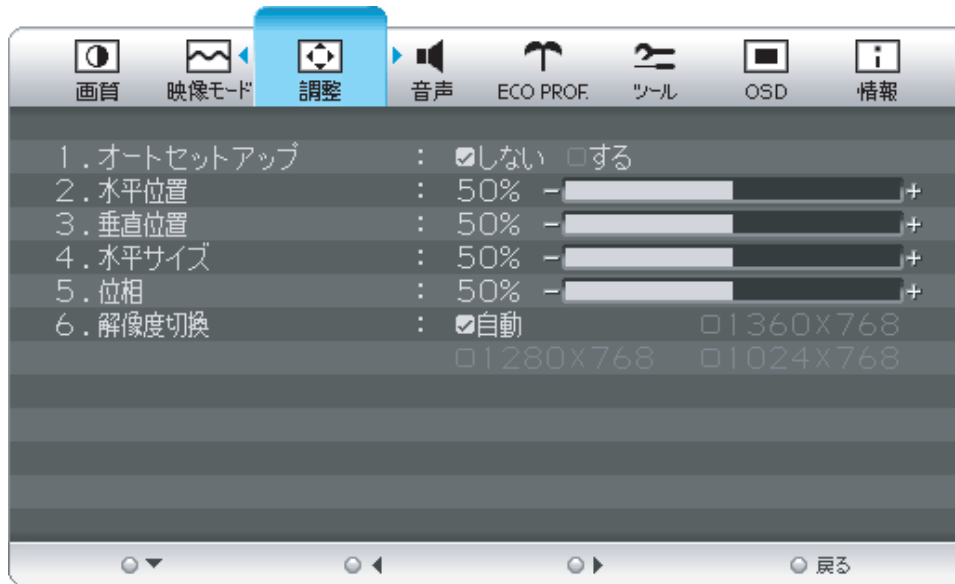 画質 映像モード 調整 音声 ECO PROF. ツール OSD 情報
1.オートセットアップ : しない する
2.水平位置 : 50% − +
3.垂直位置 : 50% − +
4.水平サイズ : 50% − +
5.位相 : 50% − +
6.解像度切換 : 自動 1360X768
1280X768 1024X768
戻る